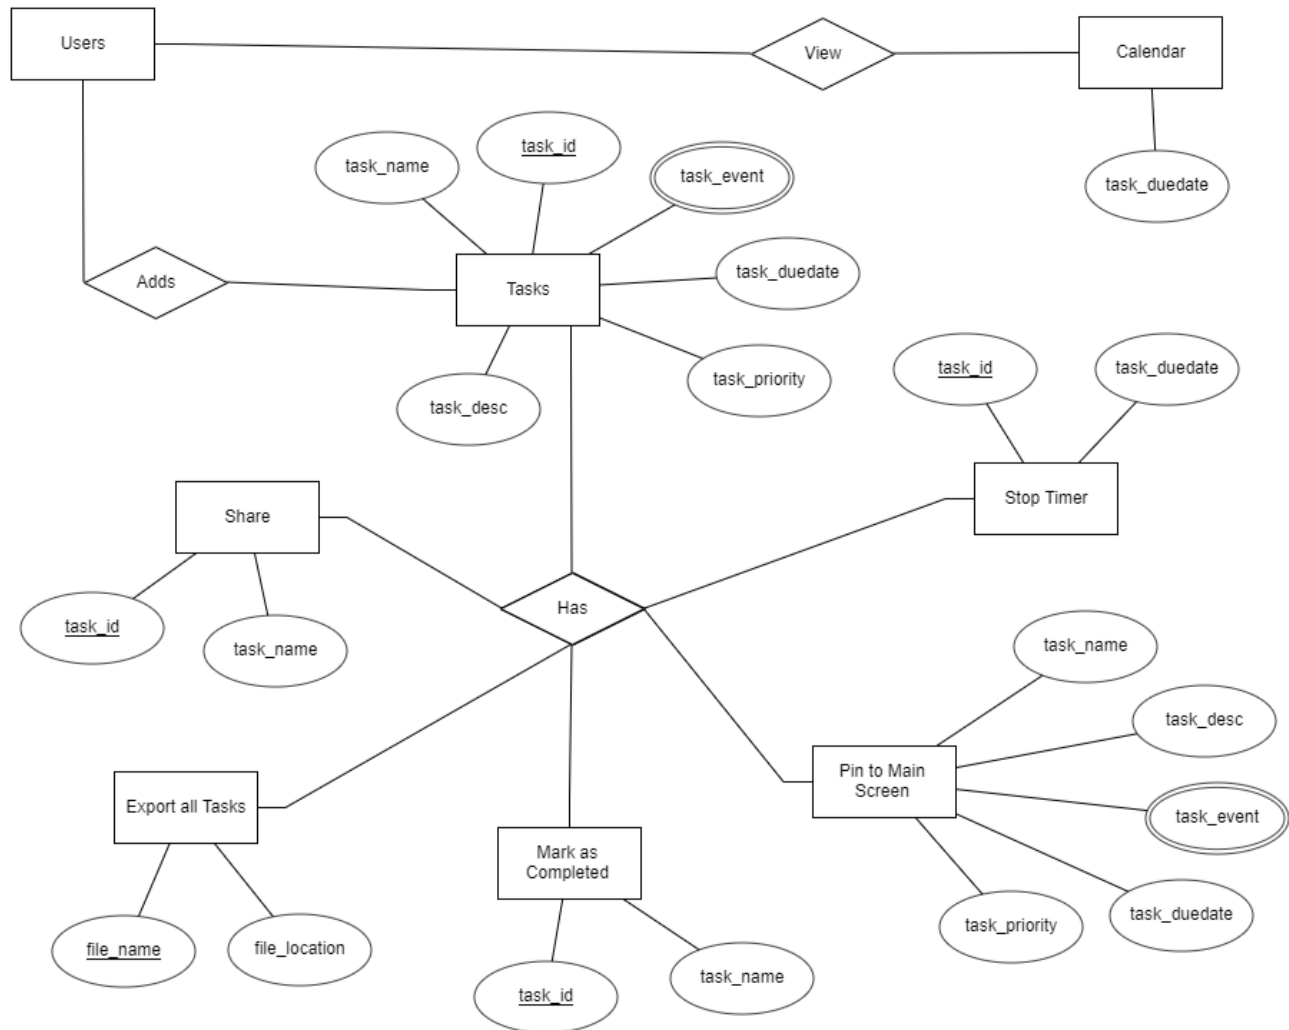 Users
View
Calendar
task_name
task_id
task_event
task_duedate
Adds
Tasks
task_duedate
task_priority
task_desc
task_id
task_duedate
Share
Stop Timer
task_id
task_name
Has
task_name
task_desc
Pin to Main
Screen
task_event
task_priority
task_duedate
Export all Tasks
Mark as
Completed
file_name
file_location
task_id
task_name